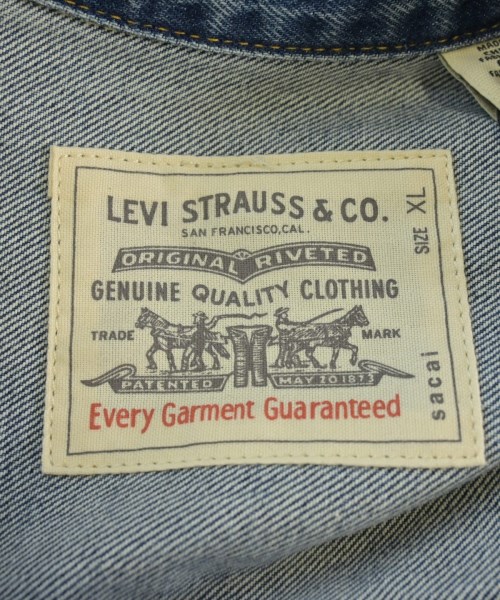 LEVI STRAUSS & CO.
SAN FRANCISCO, CAL.
ORIGINAL RIVETED
GENUINE QUALITY CLOTHING
TRADE MARK
PATENTED MAY 20 1873
Every Garment Guaranteed
SIZE XL
sacai